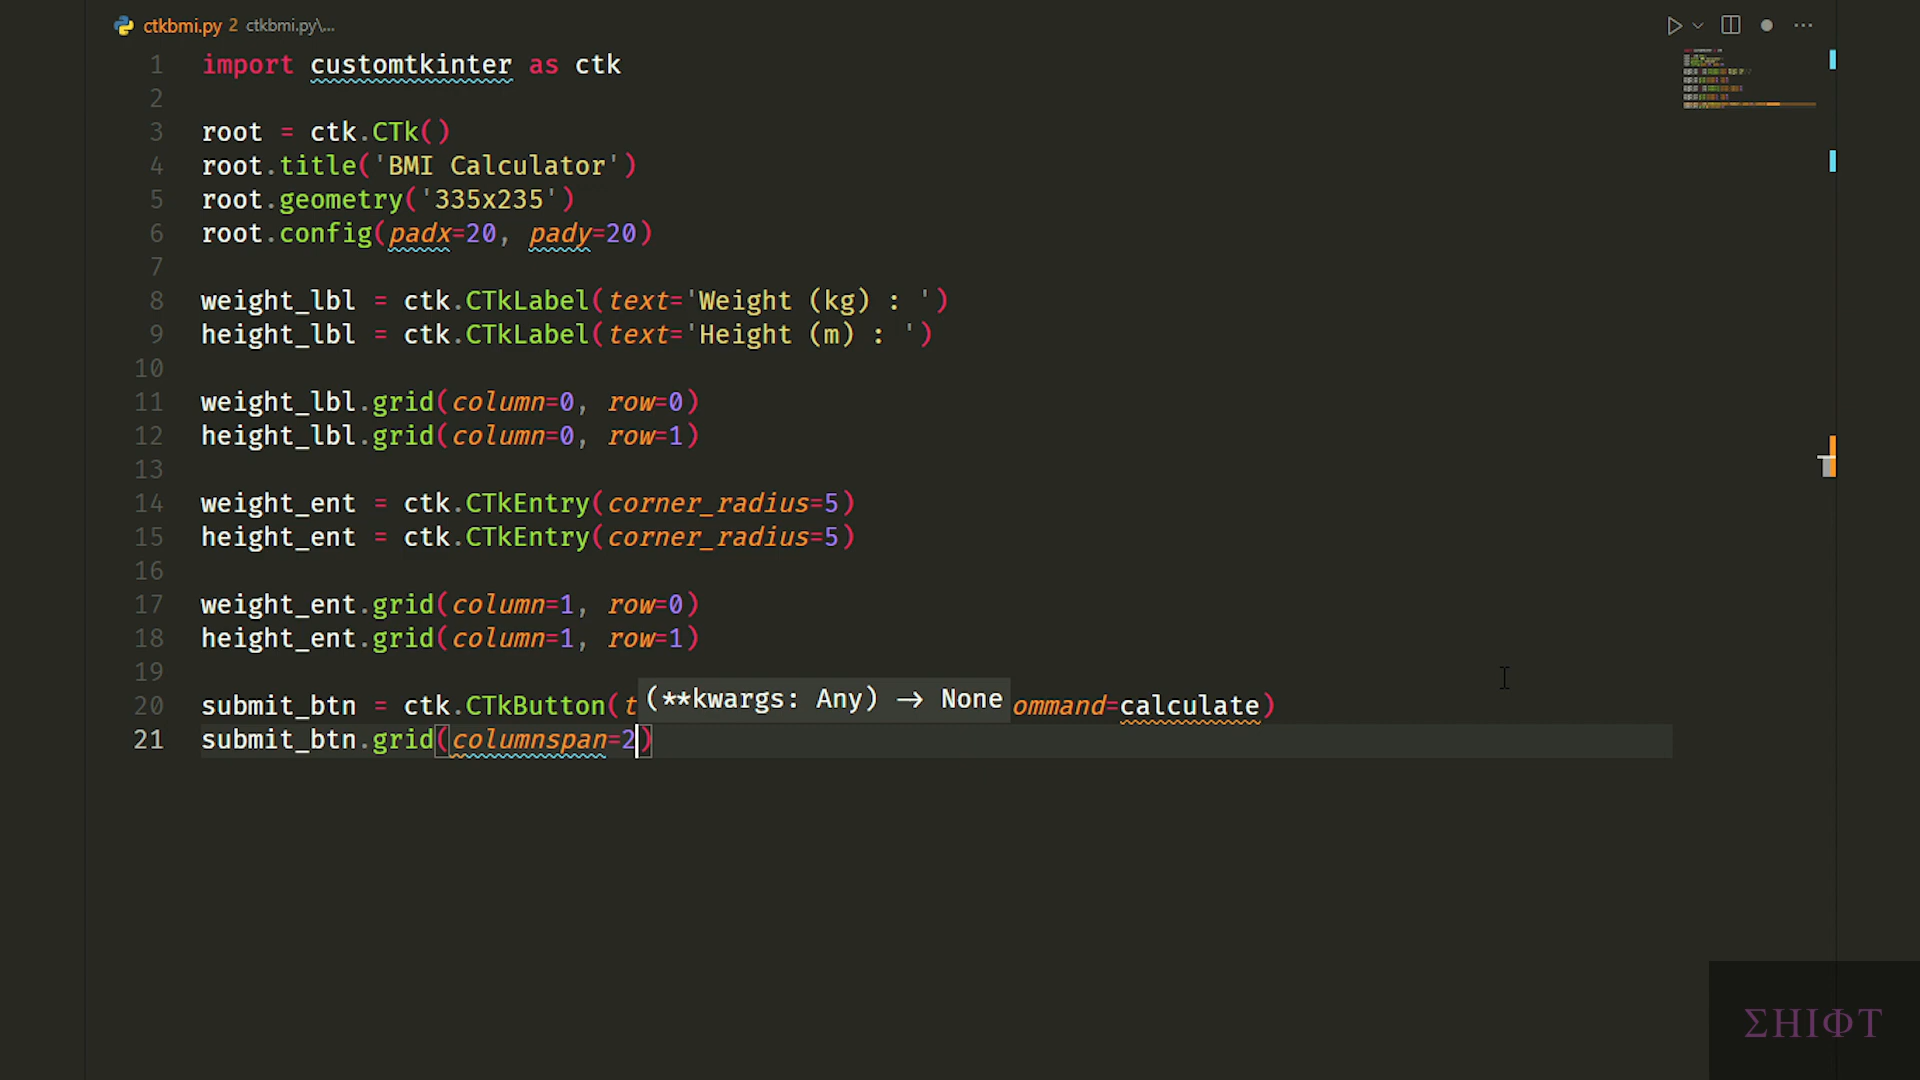 ctkbmi.py 2 ctkbmi.py\...
1 import customtkinter as ctk
2
3 root = ctk.CTk()
4 root.title('BMI Calculator')
5 root.geometry('335x235')
6 root.config(padx=20, pady=20)
7
8 weight_lbl = ctk.CTkLabel(text='Weight (kg) : ')
9 height_lbl = ctk.CTkLabel(text='Height (m) : ')
10
11 weight_lbl.grid(column=0, row=0)
12 height_lbl.grid(column=0, row=1)
13
14 weight_ent = ctk.CTkEntry(corner_radius=5)
15 height_ent = ctk.CTkEntry(corner_radius=5)
16
17 weight_ent.grid(column=1, row=0)
18 height_ent.grid(column=1, row=1)
19
20 submit_btn = ctk.CTkButton(t (**kwargs: Any) → None ommand=calculate)
21 submit_btn.grid(columnspan=2)
ΣHIΦT